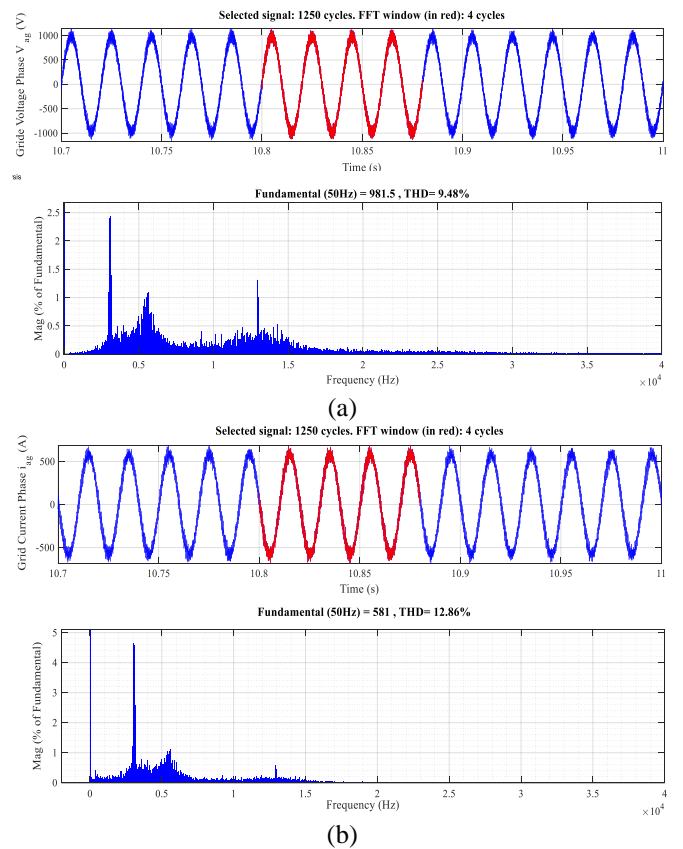 Selected signal: 1250 cycles. FFT window (in red): 4 cycles
Gride Voltage Phase V ag (V)
1000
500
0
-500
-1000
10.7 10.75 10.8 10.85 10.9 10.95 11
Time (s)
sis
Fundamental (50Hz) = 981.5 , THD= 9.48%
Mag (% of Fundamental)
2.5
2
1.5
1
0.5
0
0 0.5 1 1.5 2 2.5 3 3.5 4
Frequency (Hz)
×10^4
(a)
Selected signal: 1250 cycles. FFT window (in red): 4 cycles
Grid Current Phase i ag (A)
500
0
-500
10.7 10.75 10.8 10.85 10.9 10.95 11
Time (s)
Fundamental (50Hz) = 581 , THD= 12.86%
Mag (% of Fundamental)
5
4
3
2
1
0
0 0.5 1 1.5 2 2.5 3 3.5 4
Frequency (Hz)
×10^4
(b)